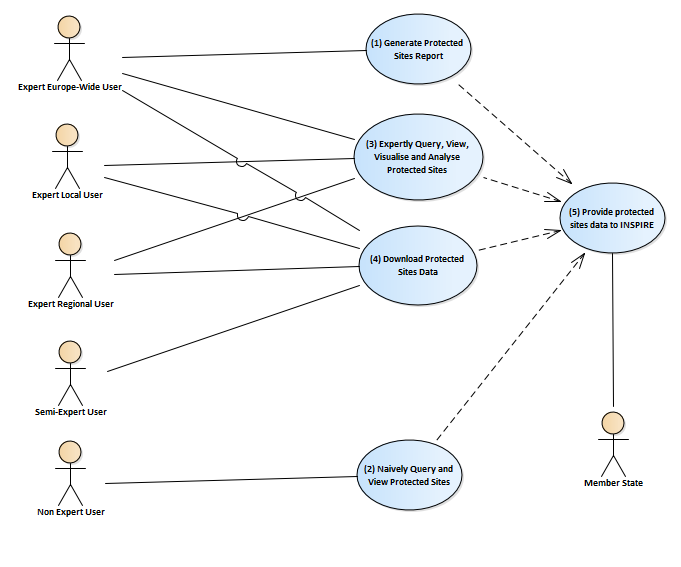 (1) Generate Protected
Sites Report
Expert Europe-Wide User
(3) Expertly Query, View,
Visualise and Analyse
Protected Sites
Expert Local User
(5) Provide protected
sites data to INSPIRE
(4) Download Protected
Sites Data
Expert Regional User
Semi-Expert User
(2) Naively Query and
View Protected Sites
Member State
Non Expert User